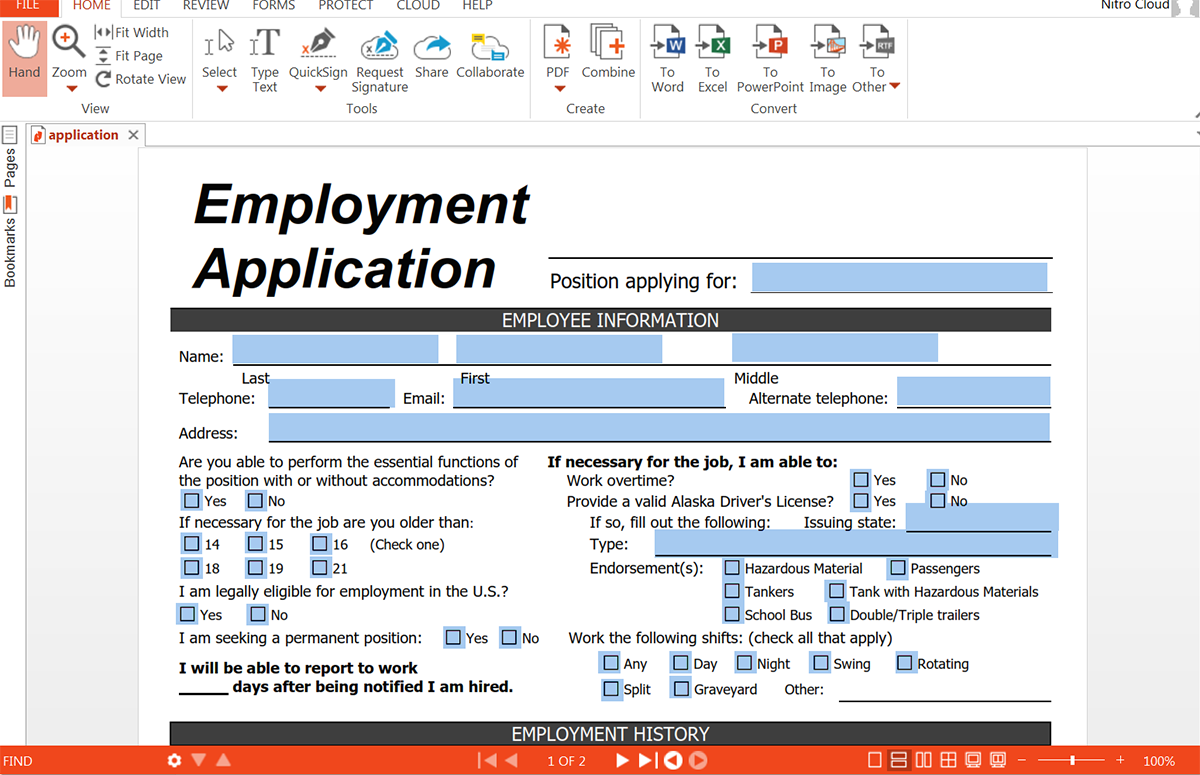 FILE HOME EDIT REVIEW FORMS PROTECT CLOUD HELP Nitro Cloud
Hand
Zoom
Fit Width
Fit Page
Rotate View
Select
Type
Text
QuickSign
Request
Signature
Share
Collaborate
PDF
Combine
To
Word
To
Excel
To
PowerPoint
To
Image
To
Other
View Tools Create Convert
application
Pages
Bookmarks
Employment
Application
Position applying for:
EMPLOYEE INFORMATION
Name:
Last First Middle
Telephone: Email: Alternate telephone:
Address:
Are you able to perform the essential functions of
the position with or without accommodations?
Yes No
If necessary for the job are you older than:
14 15 16 (Check one)
18 19 21
I am legally eligible for employment in the U.S.?
Yes No
I am seeking a permanent position: Yes No
I will be able to report to work
______ days after being notified I am hired.
If necessary for the job, I am able to:
Work overtime? Yes No
Provide a valid Alaska Driver's License? Yes No
If so, fill out the following: Issuing state:
Type:
Endorsement(s): Hazardous Material Passengers
Tankers Tank with Hazardous Materials
School Bus Double/Triple trailers
Work the following shifts: (check all that apply)
Any Day Night Swing Rotating
Split Graveyard Other:
EMPLOYMENT HISTORY
FIND 1 OF 2 100%